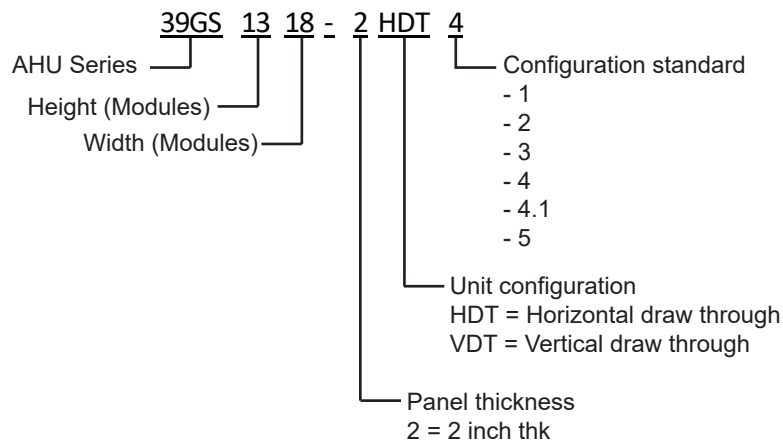 39GS 13 18 - 2 HDT 4
AHU Series
Height (Modules)
Width (Modules)
Configuration standard
- 1
- 2
- 3
- 4
- 4.1
- 5
Unit configuration
HDT = Horizontal draw through
VDT = Vertical draw through
Panel thickness
2 = 2 inch thk